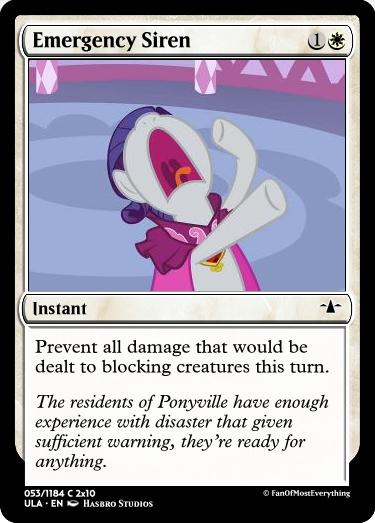 Emergency Siren 1
Instant
Prevent all damage that would be
dealt to blocking creatures this turn.
The residents of Ponyville have enough
experience with disaster that given
sufficient warning, they're ready for
anything.
053/1184 C 2x10
ULA • EN Hasbro Studios
© FanOfMostEverything